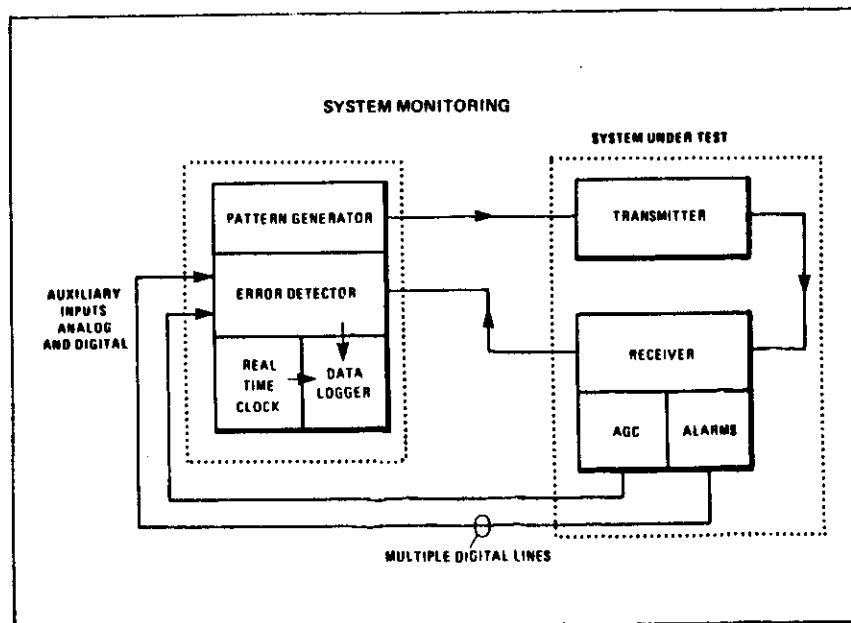 SYSTEM MONITORING
SYSTEM UNDER TEST
PATTERN GENERATOR
TRANSMITTER
ERROR DETECTOR
AUXILIARY
INPUTS
ANALOG
AND DIGITAL
REAL
TIME
CLOCK
DATA
LOGGER
RECEIVER
AGC
ALARMS
MULTIPLE DIGITAL LINES